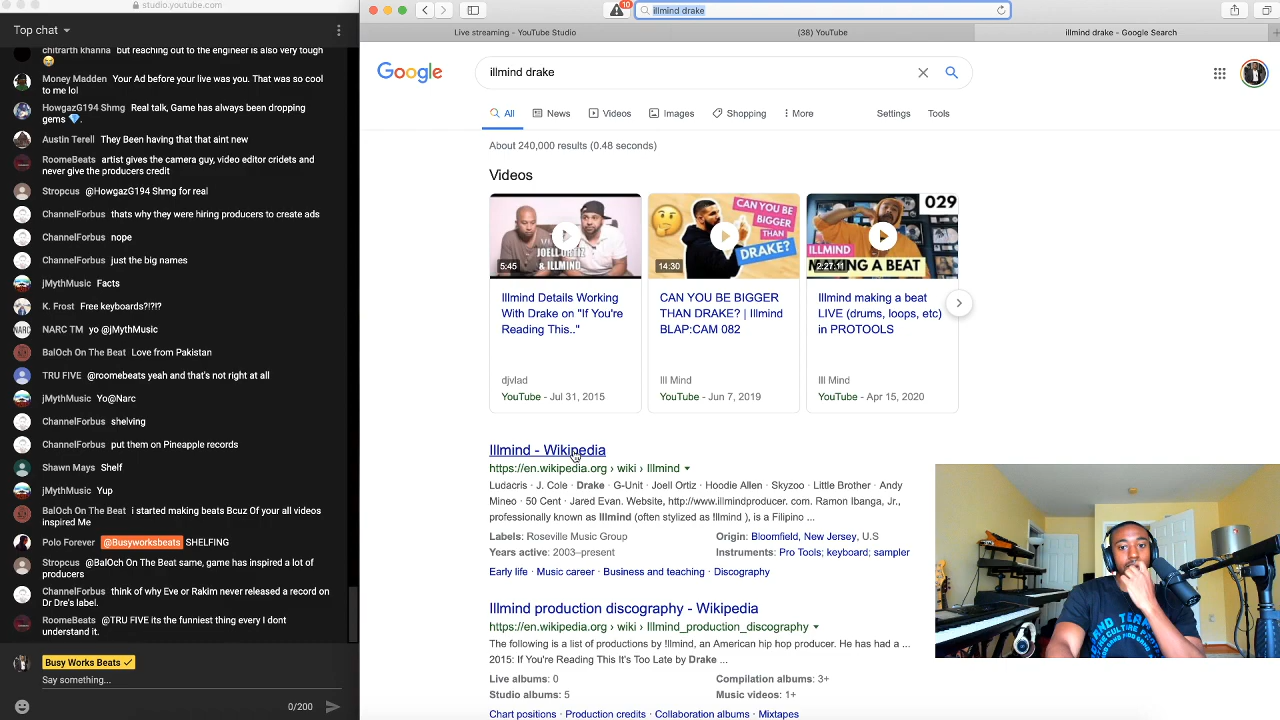 studio.youtube.com
Top chat
chitrarth khanna but reaching out to the engineer is also very tough
Money Madden Your Ad before your live was you. That was so cool
to me lol
HowgazG194 Shmg Real talk, Game has always been dropping
gems
Austin Terell They Been having that that aint new
RoomeBeats artist gives the camera guy, video editor cridets and
never give the producers credit
Stropcus @HowgazG194 Shmg for real
ChannelForbus thats why they were hiring producers to create ads
ChannelForbus nope
ChannelForbus just the big names
jMythMusic Facts
K. Frost Free keyboards?!?!?
NARC TM yo @jMythMusic
BalOch On The Beat Love from Pakistan
TRU FIVE @roomebeats yeah and that's not right at all
jMythMusic Yo@Narc
ChannelForbus shelving
ChannelForbus put them on Pineapple records
Shawn Mays Shelf
jMythMusic Yup
BalOch On The Beat i started making beats Bcuz Of your all videos
inspired Me
Polo Forever @Busyworksbeats SHELFING
Stropcus @BalOch On The Beat same, game has inspired a lot of
producers
ChannelForbus think of why Eve or Rakim never released a record on
Dr Dre's label.
RoomeBeats @TRU FIVE its the funniest thing every I dont
understand it.
Busy Works Beats
Say something...
0/200
10
illmind drake
Live streaming - YouTube Studio
(38) YouTube
illmind drake - Google Search
Google
illmind drake
All News Videos Images Shopping More Settings Tools
About 240,000 results (0.48 seconds)
Videos
JOELL ORTIZ
& ILLMIND
5:45
CAN YOU BE
BIGGER
THAN
DRAKE?
14:30
029
ILLMIND
MAKING A BEAT
2:27:11
Illmind Details Working
With Drake on "If You're
Reading This.."
djvlad
YouTube - Jul 31, 2015
CAN YOU BE BIGGER
THAN DRAKE? | Illmind
BLAP:CAM 082
Ill Mind
YouTube - Jun 7, 2019
Illmind making a beat
LIVE (drums, loops, etc)
in PROTOOLS
Ill Mind
YouTube - Apr 15, 2020
Illmind - Wikipedia
https://en.wikipedia.org › wiki › Illmind
Ludacris · J. Cole · Drake · G-Unit · Joell Ortiz · Hoodie Allen · Skyzoo · Little Brother · Andy
Mineo · 50 Cent · Jared Evan. Website, http://www.illmindproducer. com. Ramon Ibanga, Jr.,
professionally known as Illmind (often stylized as !llmind ), is a Filipino ...
Labels: Roseville Music Group
Origin: Bloomfield, New Jersey, U.S
Years active: 2003–present
Instruments: Pro Tools; keyboard; sampler
Early life · Music career · Business and teaching · Discography
Illmind production discography - Wikipedia
https://en.wikipedia.org › wiki › Illmind_production_discography
The following is a list of productions by !llmind, an American hip hop producer. He has had a ...
2015: If You're Reading This It's Too Late by Drake ...
Live albums: 0
Compilation albums: 3+
Studio albums: 5
Music videos: 1+
Chart positions · Production credits · Collaboration albums · Mixtapes